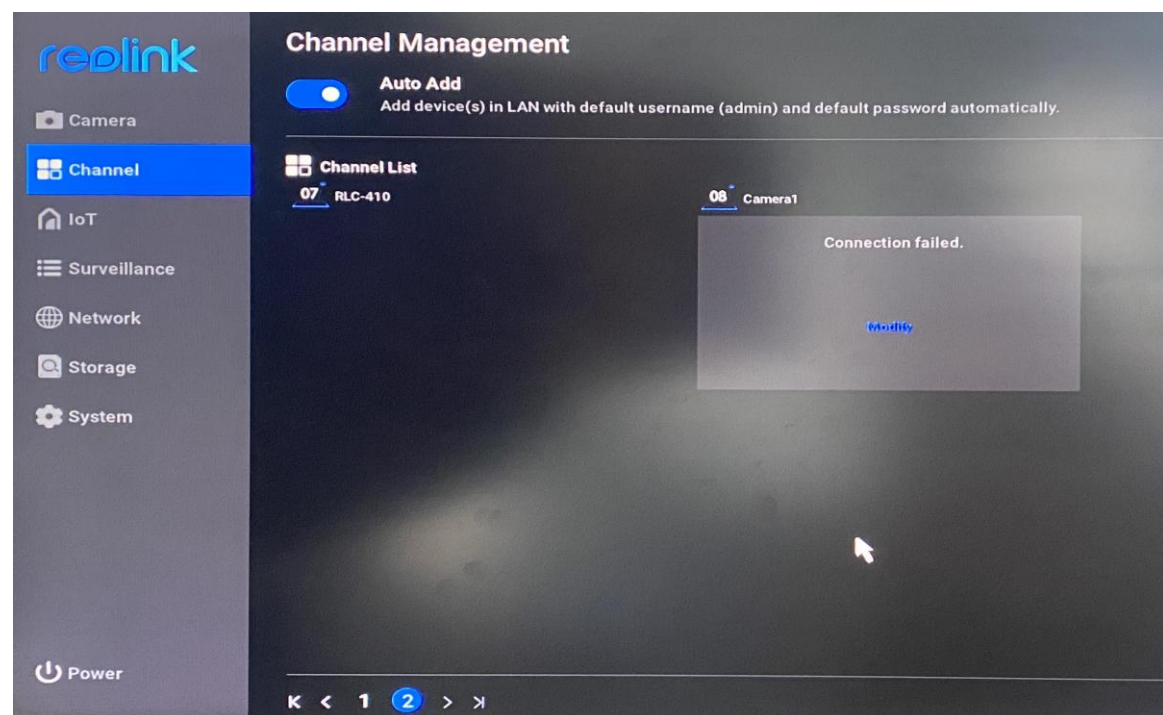 reolink
Camera
Channel
IoT
Surveillance
Network
Storage
System
Power
Channel Management
Auto Add
Add device(s) in LAN with default username (admin) and default password automatically.
Channel List
07 RLC-410
08 Camera1
Connection failed.
Modify
K < 1 2 > >|